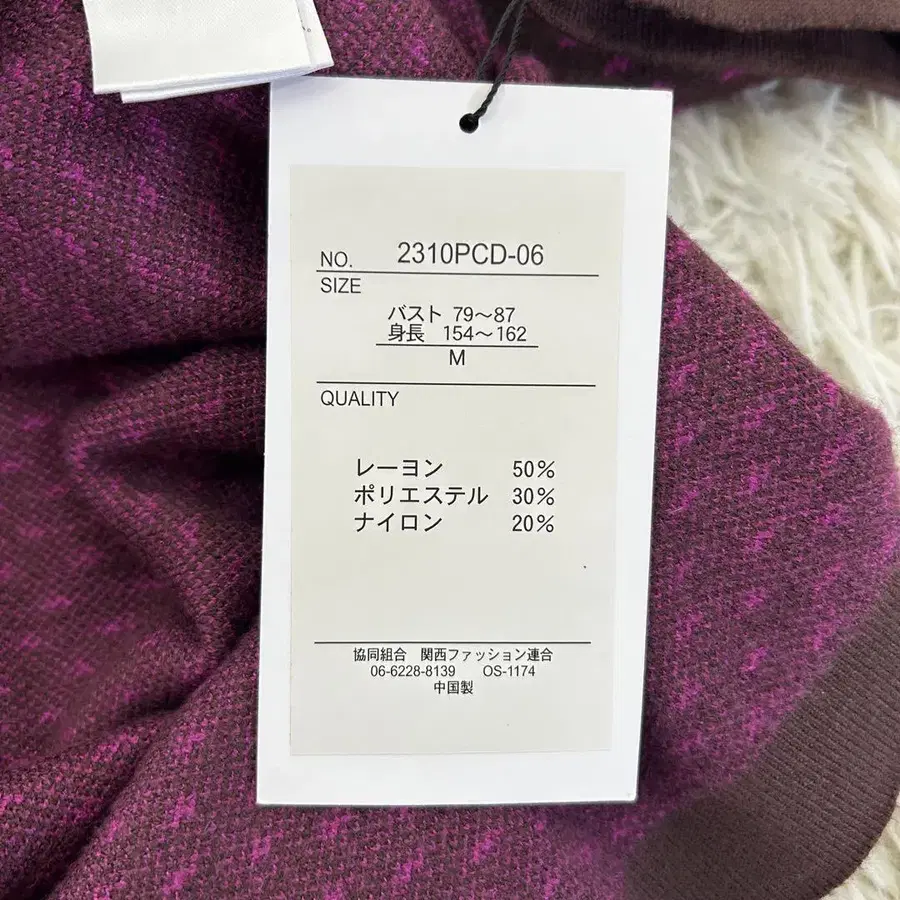 NO. 2310PCD-06
SIZE
バスト 79〜87
身長 154〜162
M
QUALITY
レーヨン 50%
ポリエステル 30%
ナイロン 20%
協同組合 関西ファッション連合
06-6228-8139 OS-1174
中国製